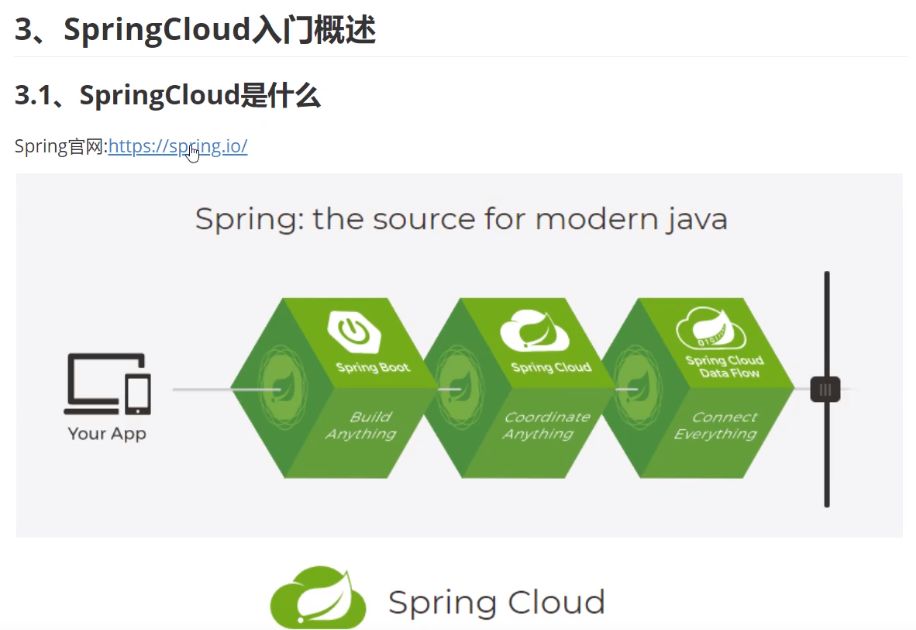 3、SpringCloud入门概述
3.1、SpringCloud是什么
Spring官网:https://spring.io/
Spring: the source for modern java
Your App
Spring Boot
Build
Anything
Spring Cloud
Coordinate
Anything
Spring Cloud
Data Flow
Connect
Everything
Spring Cloud